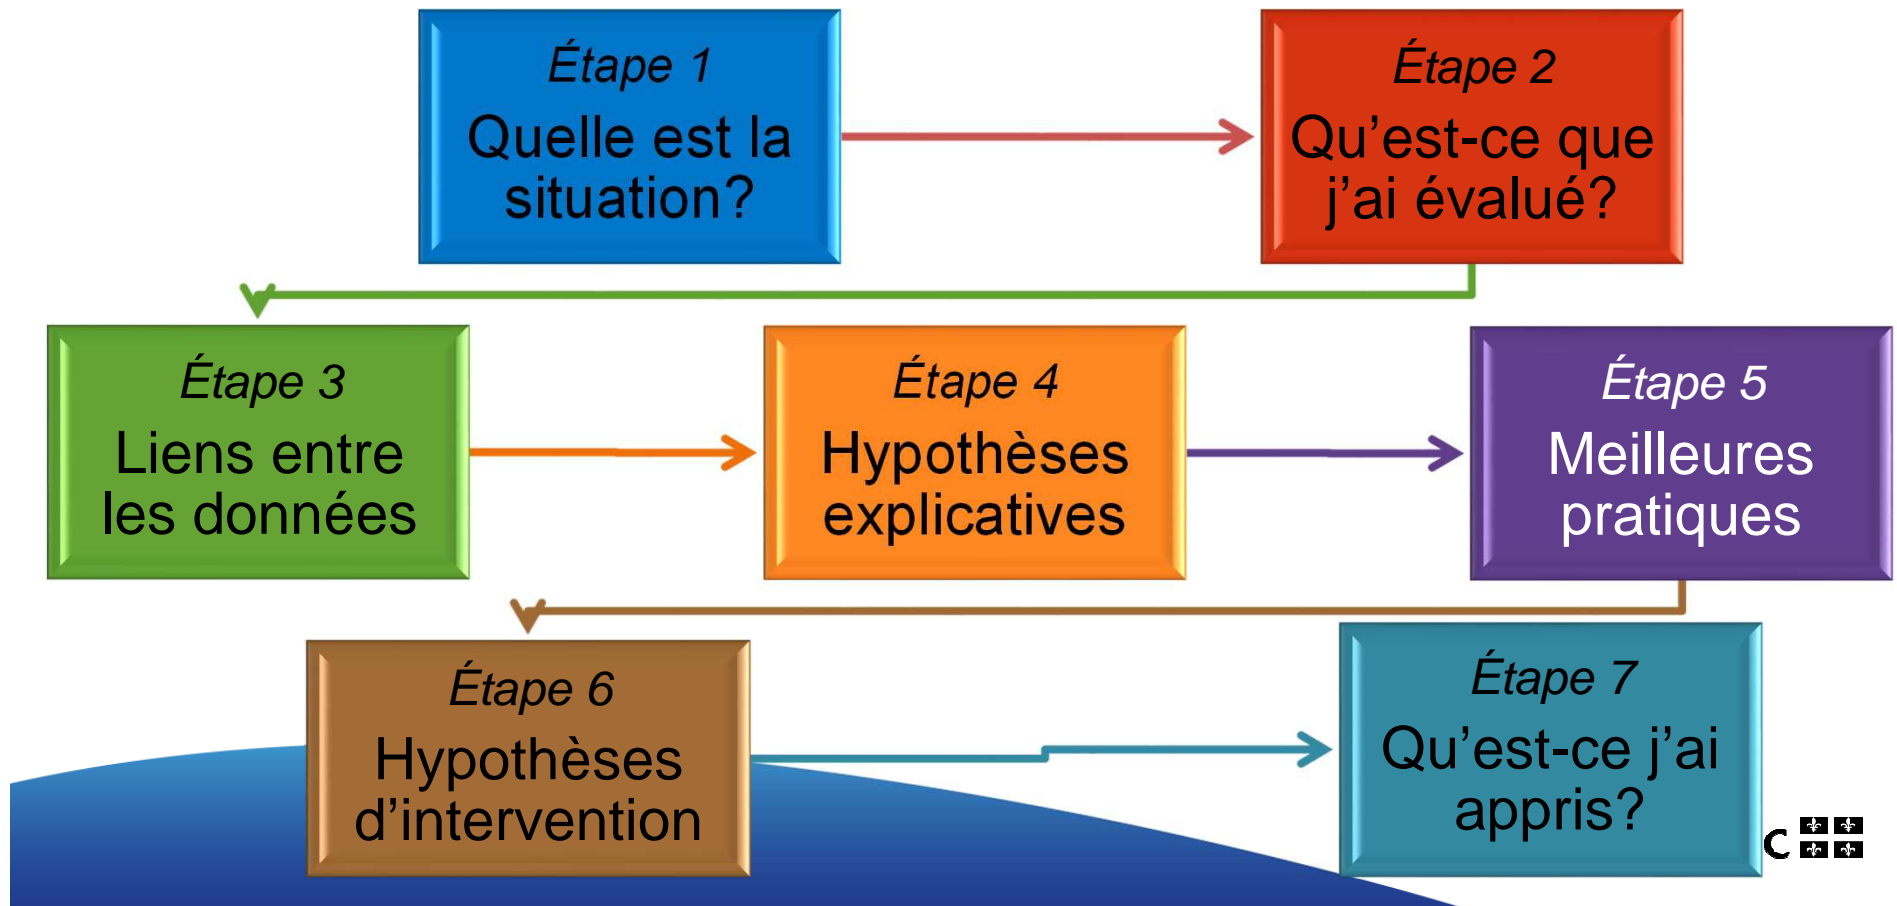 Étape 1
Quelle est la
situation?
Étape 2
Qu’est-ce que
j’ai évalué?
Étape 3
Liens entre
les données
Étape 4
Hypothèses
explicatives
Étape 5
Meilleures
pratiques
Étape 6
Hypothèses
d’intervention
Étape 7
Qu’est-ce j’ai
appris?